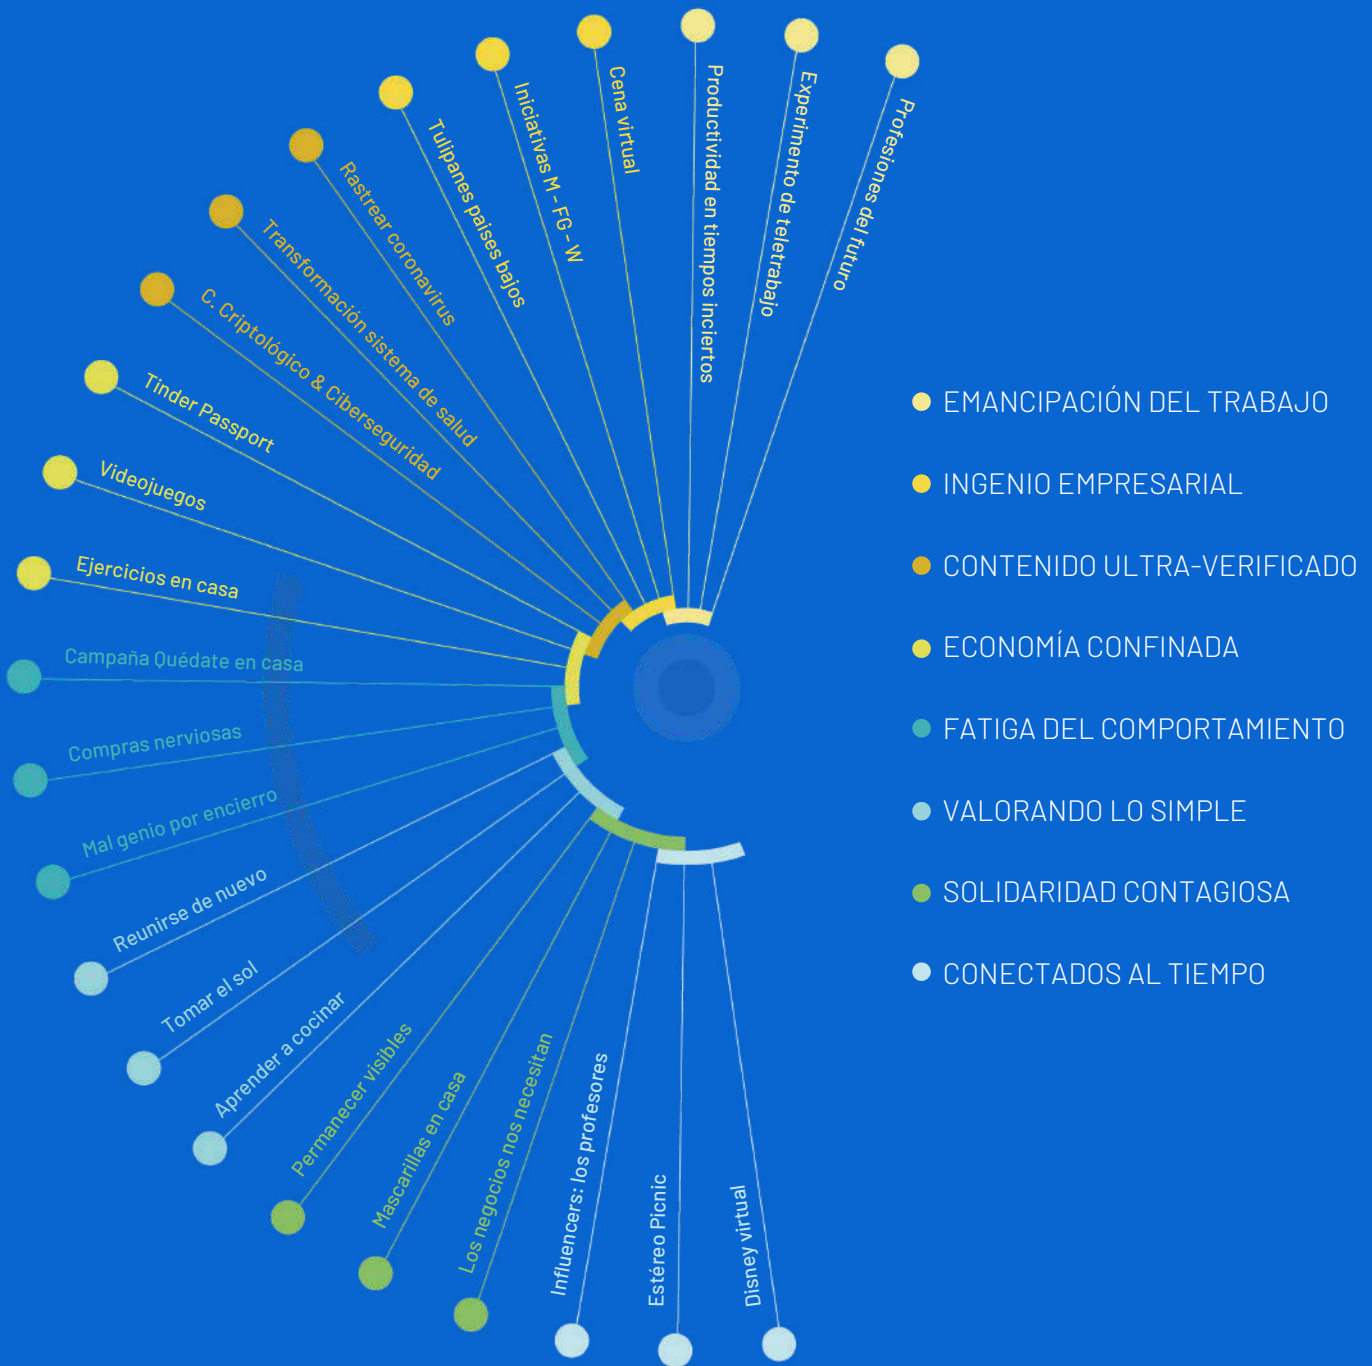 Profesiones del futuro
Experimento de teletrabajo
Productividad en tiempos inciertos
Cena virtual
Iniciativas M - FG - W
Tulipanes paises bajos
Rastrear coronavirus
Transformación sistema de salud
C. Criptológico & Ciberseguridad
Tinder Passport
Videojuegos
Ejercicios en casa
Campaña Quédate en casa
Compras nerviosas
Mal genio por encierro
Reunirse de nuevo
Tomar el sol
Aprender a cocinar
Permanecer visibles
Mascarillas en casa
Los negocios nos necesitan
Influencers: los profesores
Estéreo Picnic
Disney virtual
EMANCIPACIÓN DEL TRABAJO
INGENIO EMPRESARIAL
CONTENIDO ULTRA-VERIFICADO
ECONOMÍA CONFINADA
FATIGA DEL COMPORTAMIENTO
VALORANDO LO SIMPLE
SOLIDARIDAD CONTAGIOSA
CONECTADOS AL TIEMPO